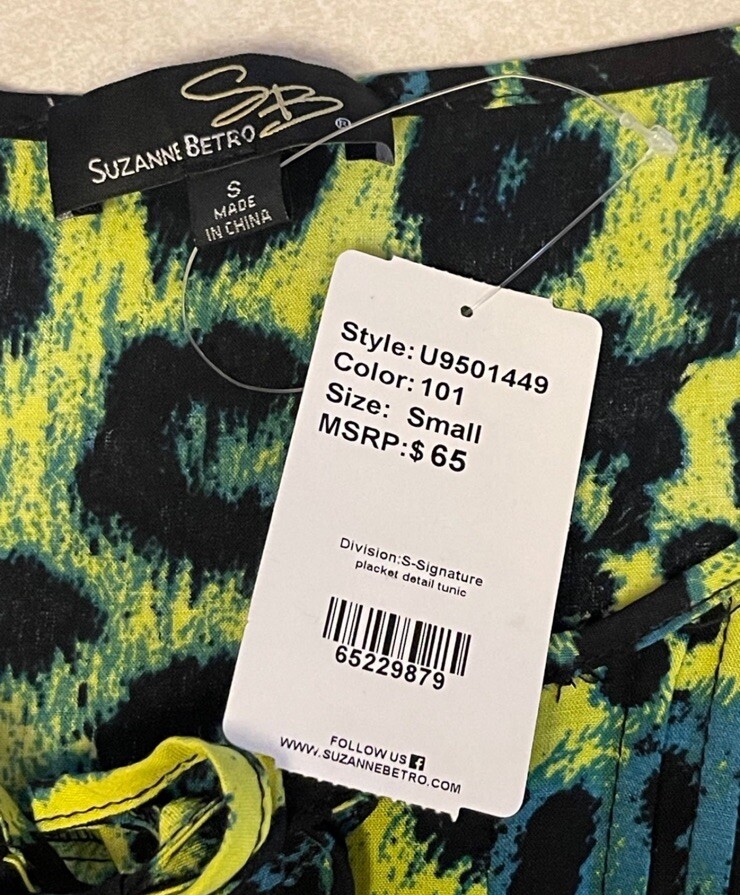 SB
SUZANNE BETRO ®
S
MADE
IN CHINA
Style: U9501449
Color: 101
Size: Small
MSRP:$ 65
Division:S-Signature
placket detail tunic
65229879
FOLLOW US f
WWW.SUZANNEBETRO.COM